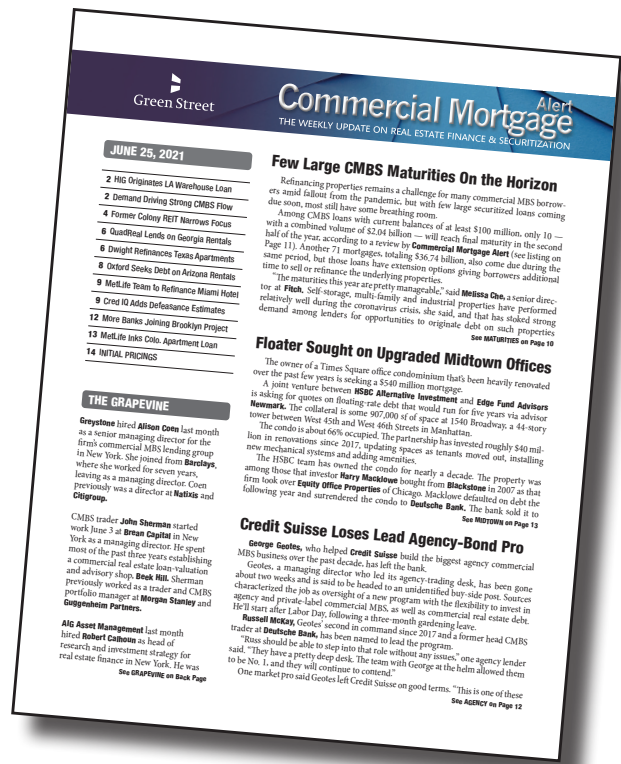 Green Street
Commercial Mortgage
Alert
THE WEEKLY UPDATE ON REAL ESTATE FINANCE & SECURITIZATION
JUNE 25, 2021
2 HIG Originates LA Warehouse Loan
2 Demand Driving Strong CMBS Flow
4 Former Colony REIT Narrows Focus
6 QuadReal Lends on Georgia Rentals
6 Dwight Refinances Texas Apartments
8 Oxford Seeks Debt on Arizona Rentals
9 MetLife Team to Refinance Miami Hotel
9 Cred IQ Adds Defeasance Estimates
12 More Banks Joining Brooklyn Project
13 MetLife Inks Colo. Apartment Loan
14 INITIAL PRICINGS
THE GRAPEVINE
Greystone hired Alison Coen last month
as a senior managing director for the
firm's commercial MBS lending group
in New York. She joined from Barclays,
where she worked for seven years,
leaving as a managing director. Coen
previously was a director at Natixis and
Citigroup.
CMBS trader John Sherman started
work June 3 at Brean Capital in New
York as a managing director. He spent
most of the past three years establishing
a commercial real estate loan-valuation
and advisory shop, Beek Hill. Sherman
previously worked as a trader and CMBS
portfolio manager at Morgan Stanley and
Guggenheim Partners.
AIG Asset Management last month
hired Robert Calhoun as head of
research and investment strategy for
real estate finance in New York. He was
See GRAPEVINE on Back Page
Few Large CMBS Maturities On the Horizon
Refinancing properties remains a challenge for many commercial MBS borrow-
ers amid fallout from the pandemic, but with few large securitized loans coming
due soon, most still have some breathing room.
Among CMBS loans with current balances of at least $100 million, only 10 —
with a combined volume of $2.04 billion — will reach final maturity in the second
half of the year, according to a review by Commercial Mortgage Alert (see listing on
Page 11). Another 71 mortgages, totaling $36.74 billion, also come due during the
same period, but those loans have extension options giving borrowers additional
time to sell or refinance the underlying properties.
"The maturities this year are pretty manageable," said Melissa Che, a senior direc-
tor at Fitch. Self-storage, multi-family and industrial properties have performed
relatively well during the coronavirus crisis, she said, and that has stoked strong
demand among lenders for opportunities to originate debt on such properties
See MATURITIES on Page 10
Floater Sought on Upgraded Midtown Offices
The owner of a Times Square office condominium that's been heavily renovated
over the past few years is seeking a $540 million mortgage.
A joint venture between HSBC Alternative Investment and Edge Fund Advisors
is asking for quotes on floating-rate debt that would run for five years via advisor
Newmark. The collateral is some 907,000 sf of space at 1540 Broadway, a 44-story
tower between West 45th and West 46th Streets in Manhattan.
The condo is about 66% occupied. The partnership has invested roughly $40 mil-
lion in renovations since 2017, updating spaces as tenants moved out, installing
new mechanical systems and adding amenities.
The HSBC team has owned the condo for nearly a decade. The property was
among those that investor Harry Macklowe bought from Blackstone in 2007 as that
firm took over Equity Office Properties of Chicago. Macklowe defaulted on debt the
following year and surrendered the condo to Deutsche Bank. The bank sold it to
See MIDTOWN on Page 13
Credit Suisse Loses Lead Agency-Bond Pro
George Geotes, who helped Credit Suisse build the biggest agency commercial
MBS business over the past decade, has left the bank.
Geotes, a managing director who led its agency-trading desk, has been gone
about two weeks and is said to be headed to an unidentified buy-side post. Sources
characterized the job as oversight of a new program with the flexibility to invest in
agency and private-label commercial MBS, as well as commercial real estate debt.
He'll start after Labor Day, following a three-month gardening leave.
Russell McKay, Geotes' second in command since 2017 and a former head CMBS
trader at Deutsche Bank, has been named to lead the program.
"Russ should be able to step into that role without any issues," one agency lender
said. "They have a pretty deep desk. The team with George at the helm allowed them
to be No. 1, and they will continue to contend."
One market pro said Geotes left Credit Suisse on good terms. "This is one of these
See AGENCY on Page 12